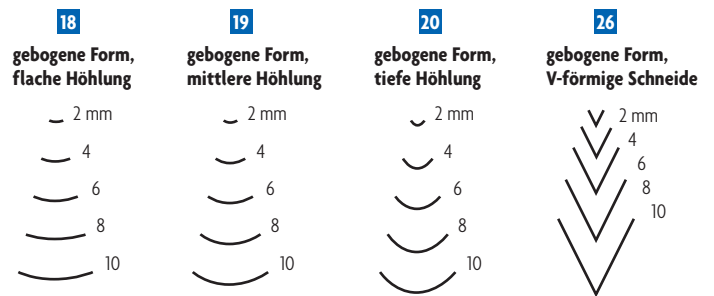 18
gebogene Form,
flache Höhlung
2 mm
4
6
8
10
19
gebogene Form,
mittlere Höhlung
2 mm
4
6
8
10
20
gebogene Form,
tiefe Höhlung
2 mm
4
6
8
10
26
gebogene Form,
V-förmige Schneide
2 mm
4
6
8
10